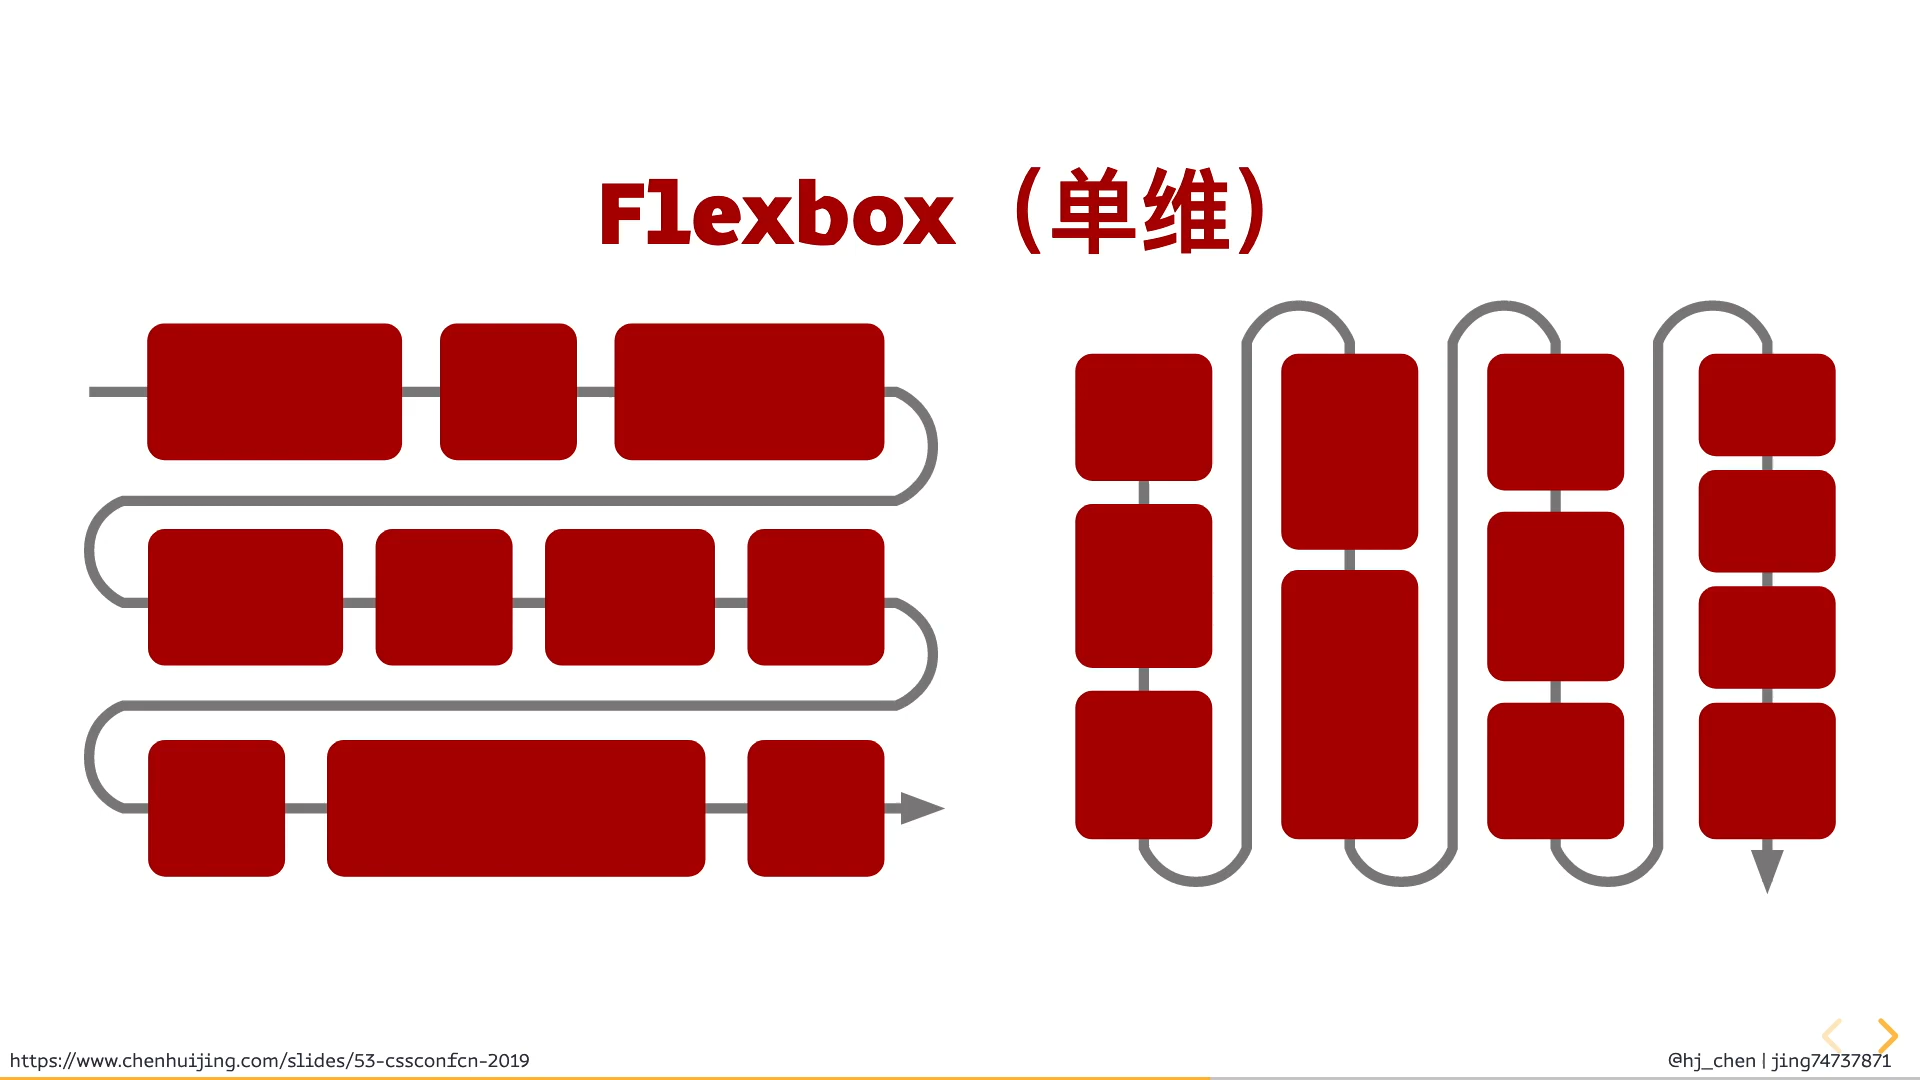 Flexbox（单维）
https://www.chenhuijing.com/slides/53-cssconfcn-2019
@hj_chen | jing74737871